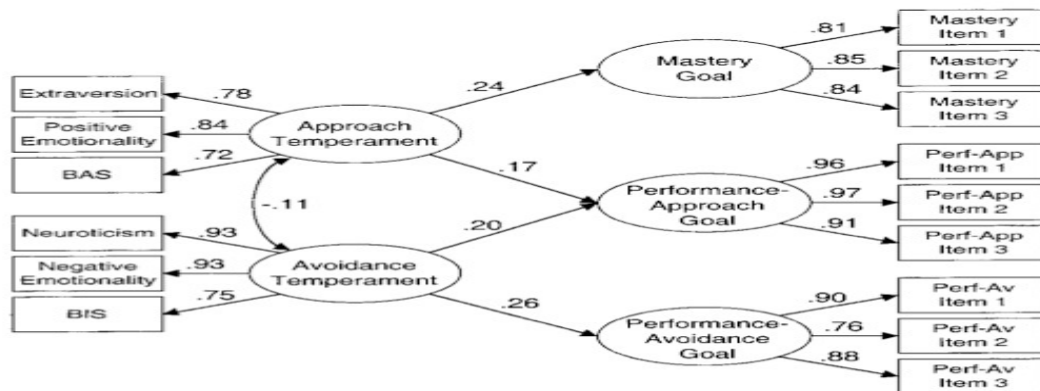 Extraversion
Positive
Emotionality
BAS
Neuroticism
Negative
Emotionality
BIS
.78
.84
.72
-.11
.93
.93
.75
Approach
Temperament
Avoidance
Temperament
.24
.17
.20
.26
Mastery
Goal
Performance-
Approach
Goal
Performance-
Avoidance
Goal
.81
.85
.84
.96
.97
.91
.90
.76
.88
Mastery
Item 1
Mastery
Item 2
Mastery
Item 3
Perf-App
Item 1
Perf-App
Item 2
Perf-App
Item 3
Perf-Av
Item 1
Perf-Av
Item 2
Perf-Av
Item 3